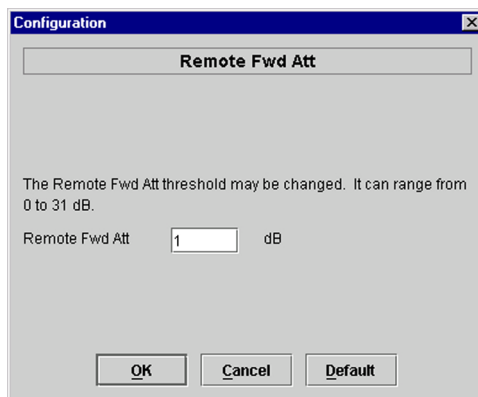 Configuration
Remote Fwd Att
The Remote Fwd Att threshold may be changed. It can range from
0 to 31 dB.
Remote Fwd Att 1 dB
OK Cancel Default